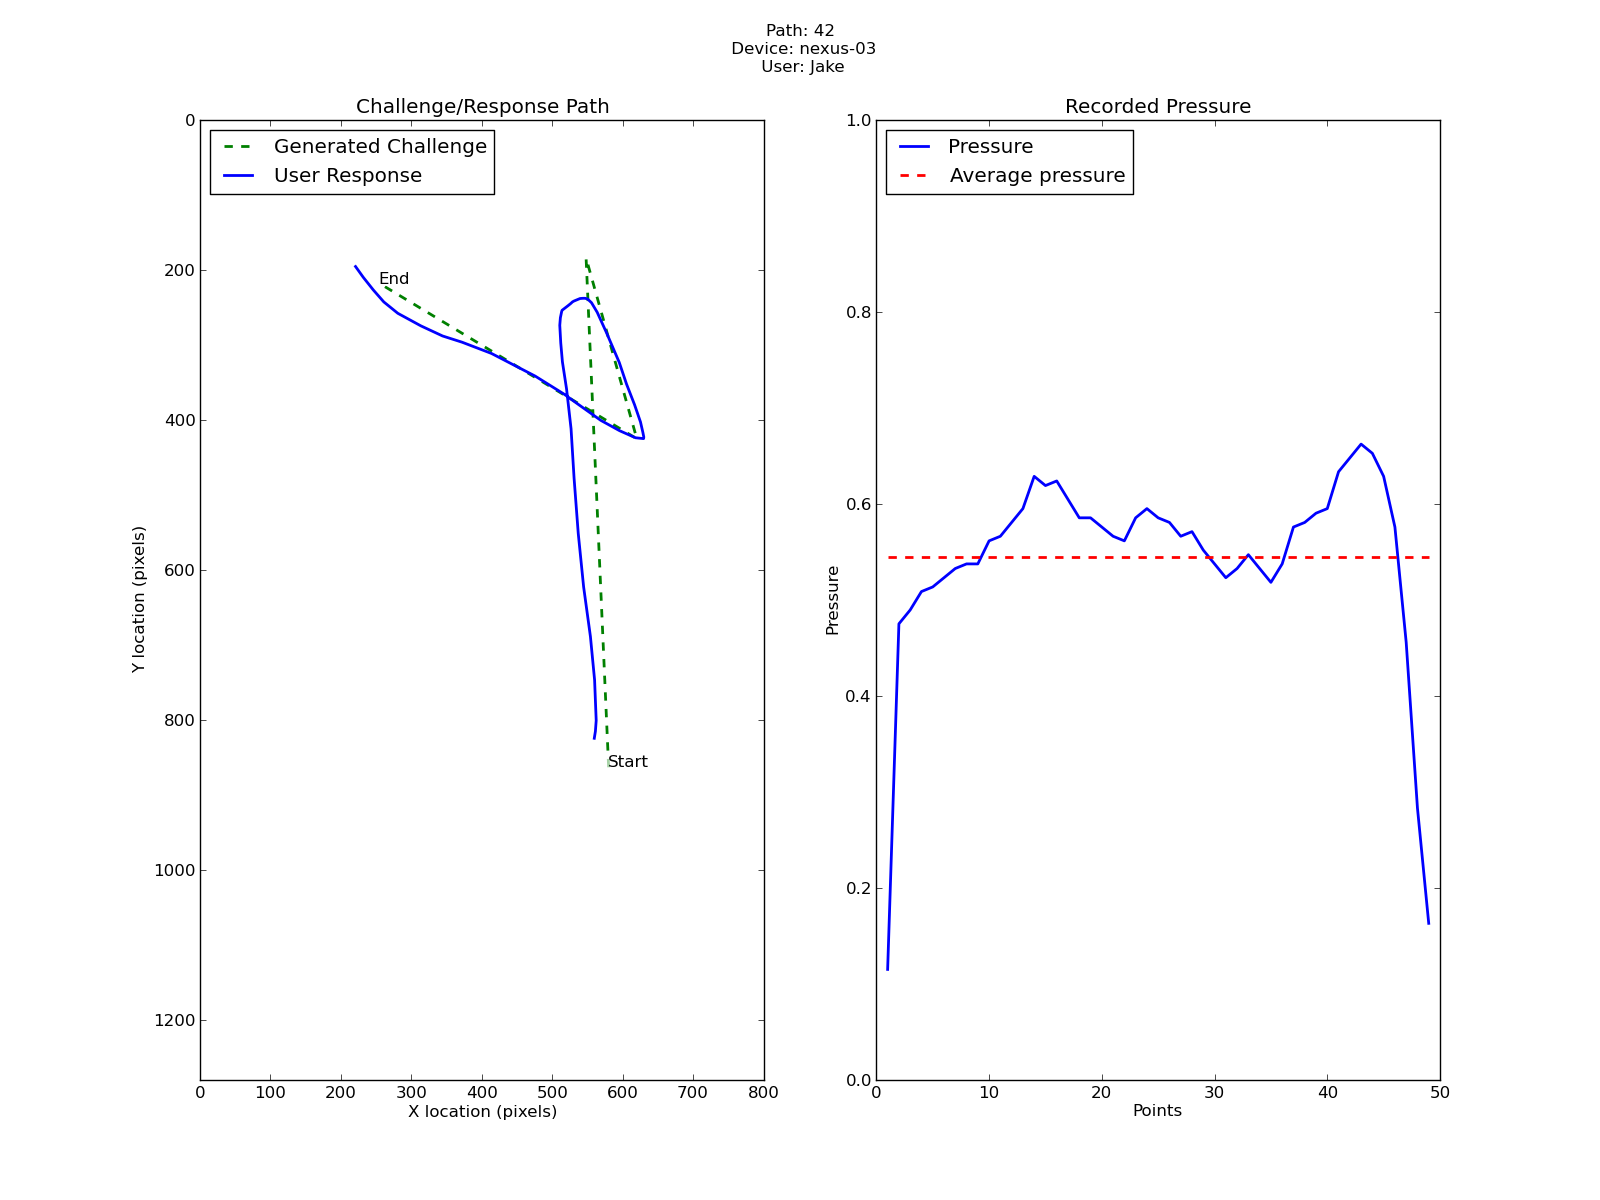 Path: 42
Device: nexus-03
User: Jake
Challenge/Response Path
Generated Challenge
User Response
End
Start
0
200
400
600
800
1000
1200
Y location (pixels)
0 100 200 300 400 500 600 700 800
X location (pixels)
Recorded Pressure
Pressure
Average pressure
1.0
0.8
0.6
0.4
0.2
0.0
Pressure
0 10 20 30 40 50
Points